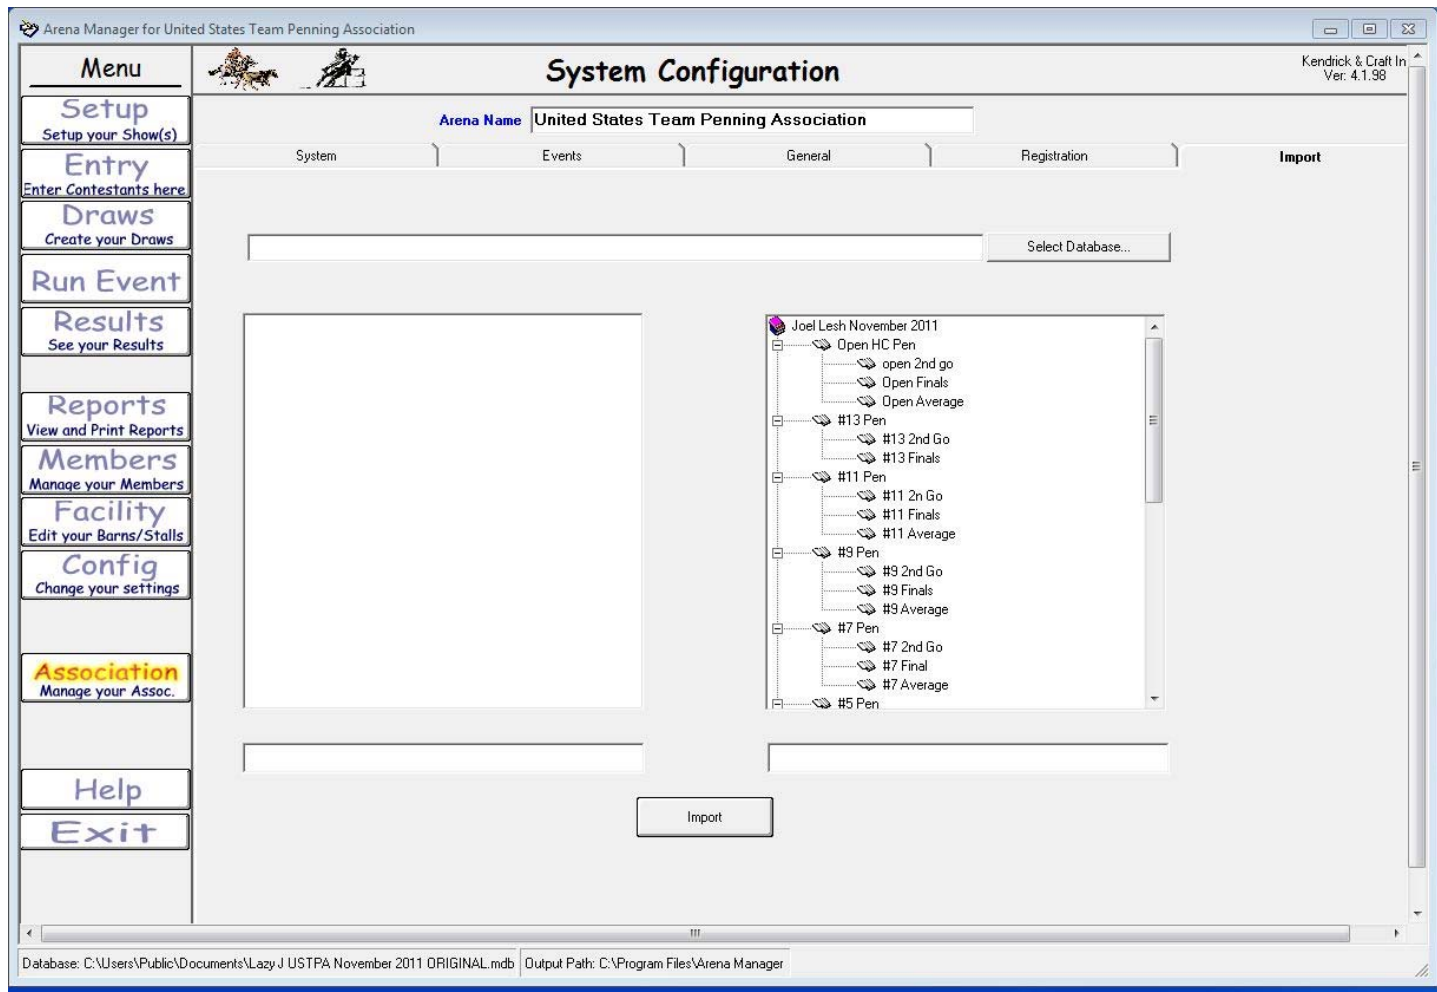 Arena Manager for United States Team Penning Association
Menu
System Configuration
Kendrick & Craft In
Ver: 4.1.98
Setup
Setup your Show(s)
Arena Name United States Team Penning Association
System Events General Registration Import
Entry
Enter Contestants here
Draws
Create your Draws
Select Database...
Run Event
Results
See your Results
Reports
View and Print Reports
Members
Manage your Members
Facility
Edit your Barns/Stalls
Config
Change your settings
Association
Manage your Assoc.
Help
Exit
Joel Lesh November 2011
Open HC Pen
open 2nd go
Open Finals
Open Average
#13 Pen
#13 2nd Go
#13 Finals
#11 Pen
#11 2n Go
#11 Finals
#11 Average
#9 Pen
#9 2nd Go
#9 Finals
#9 Average
#7 Pen
#7 2nd Go
#7 Final
#7 Average
#5 Pen
Import
Database: C:\Users\Public\Documents\Lazy J USTPA November 2011 ORIGINAL.mdb Output Path: C:\Program Files\Arena Manager